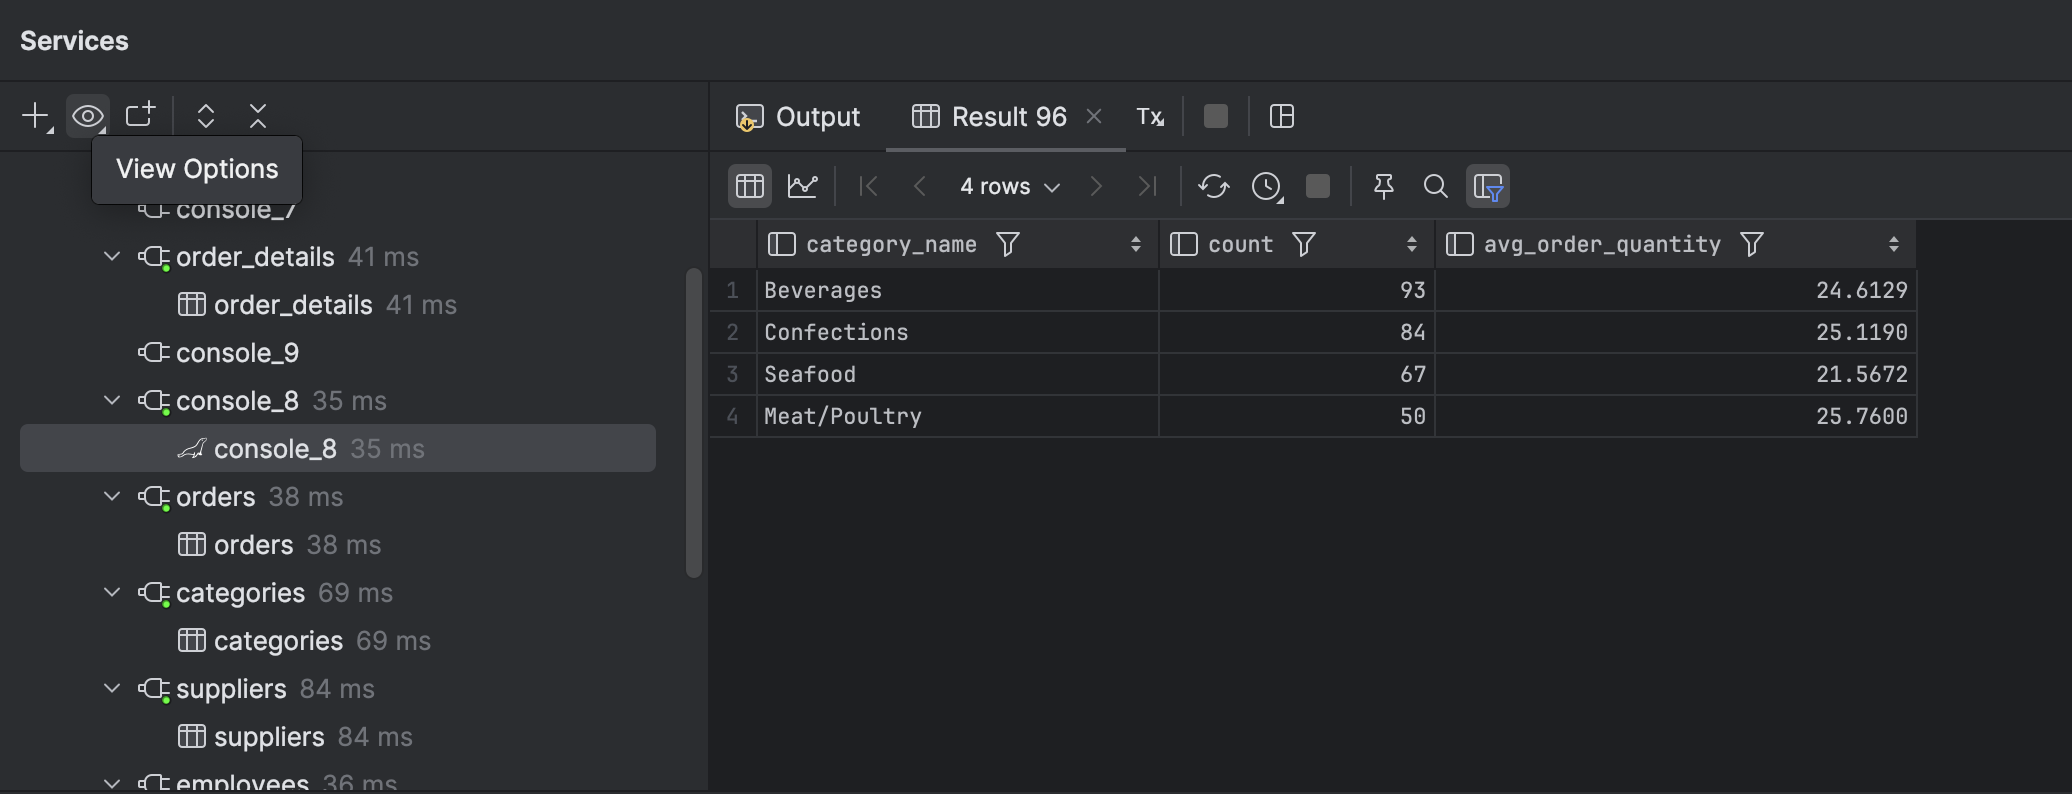 Services
View Options
console_7
order_details 41 ms
order_details 41 ms
console_9
console_8 35 ms
console_8 35 ms
orders 38 ms
orders 38 ms
categories 69 ms
categories 69 ms
suppliers 84 ms
suppliers 84 ms
employees 36 ms
Output Result 96 Tx
4 rows
category_name count avg_order_quantity
1 Beverages 93 24.6129
2 Confections 84 25.1190
3 Seafood 67 21.5672
4 Meat/Poultry 50 25.7600